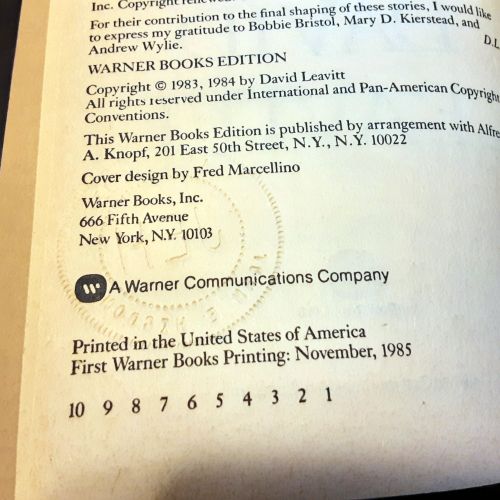 Inc. Copyright renewed
For their contribution to the final shaping of these stories, I would like
to express my gratitude to Bobbie Bristol, Mary D. Kierstead, and
Andrew Wylie.
D.L
WARNER BOOKS EDITION
Copyright © 1983, 1984 by David Leavitt
All rights reserved under International and Pan-American Copyright
Conventions.
This Warner Books Edition is published by arrangement with Alfre
A. Knopf, 201 East 50th Street, N.Y., N.Y. 10022
Cover design by Fred Marcellino
Warner Books, Inc.
666 Fifth Avenue
New York, N.Y. 10103
A Warner Communications Company
Printed in the United States of America
First Warner Books Printing: November, 1985
10 9 8 7 6 5 4 3 2 1